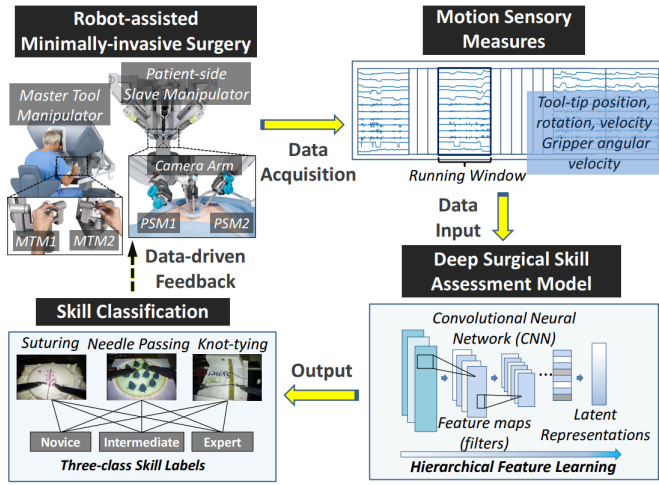 Robot-assisted
Minimally-invasive Surgery
Master Tool
Manipulator
Patient-side
Slave Manipulator
Camera Arm
MTM1
MTM2
PSM1
PSM2
Data
Acquisition
Motion Sensory
Measures
Tool-tip position,
rotation, velocity
Gripper angular
velocity
Running Window
Data
Input
Deep Surgical Skill
Assessment Model
Convolutional Neural
Network (CNN)
Feature maps
(filters)
Latent
Representations
Hierarchical Feature Learning
Output
Data-driven
Feedback
Skill Classification
Suturing
Needle Passing
Knot-tying
Novice
Intermediate
Expert
Three-class Skill Labels